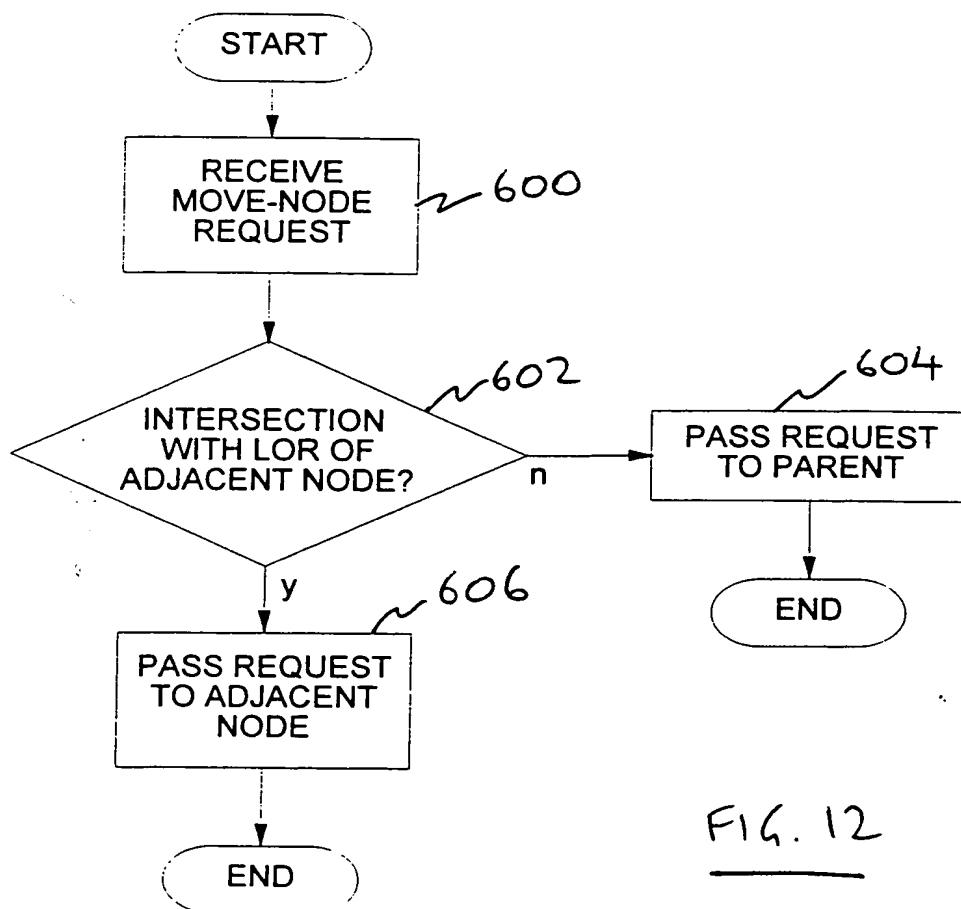 START
RECEIVE
MOVE-NODE
REQUEST
600
INTERSECTION
WITH LOR OF
ADJACENT NODE?
602
n
604
PASS REQUEST
TO PARENT
END
y
606
PASS REQUEST
TO ADJACENT
NODE
END
FIG. 12